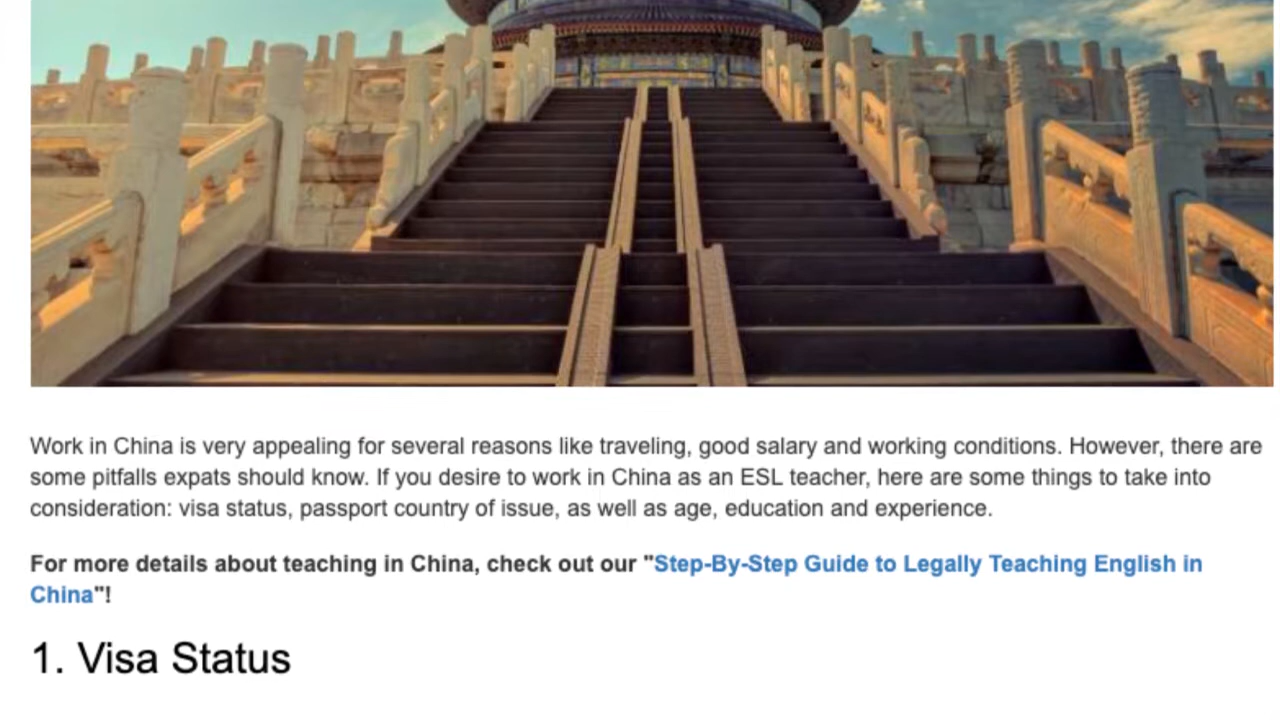 Work in China is very appealing for several reasons like traveling, good salary and working conditions. However, there are
some pitfalls expats should know. If you desire to work in China as an ESL teacher, here are some things to take into
consideration: visa status, passport country of issue, as well as age, education and experience.
For more details about teaching in China, check out our "Step-By-Step Guide to Legally Teaching English in
China"!
1. Visa Status